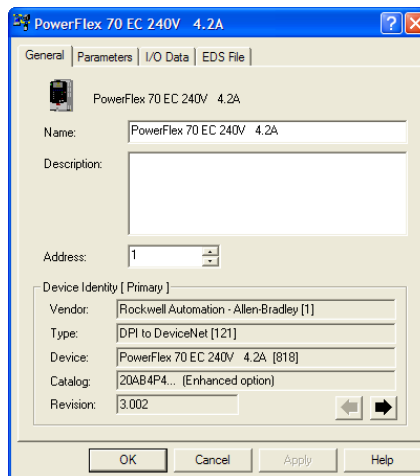 PowerFlex 70 EC 240V   4.2A
General Parameters I/O Data EDS File
PowerFlex 70 EC 240V   4.2A
Name: PowerFlex 70 EC 240V   4.2A
Description:
Address: 1
Device Identity [ Primary ]
Vendor: Rockwell Automation - Allen-Bradley [1]
Type: DPI to DeviceNet [121]
Device: PowerFlex 70 EC 240V   4.2A [818]
Catalog: 20AB4P4... (Enhanced option)
Revision: 3.002
OK Cancel Apply Help